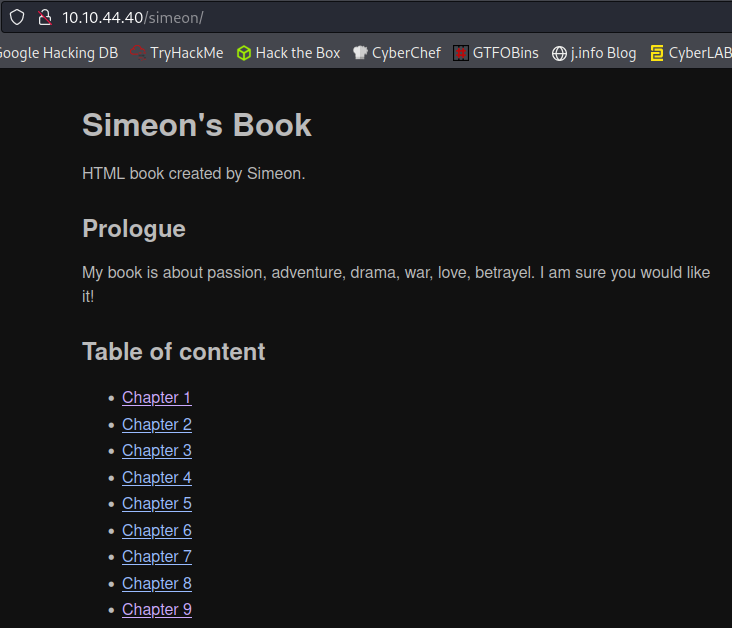 10.10.44.40/simeon/
Google Hacking DB TryHackMe Hack the Box CyberChef GTFOBins j.info Blog CyberLAB
Simeon's Book
HTML book created by Simeon.
Prologue
My book is about passion, adventure, drama, war, love, betrayel. I am sure you would like
it!
Table of content
Chapter 1
Chapter 2
Chapter 3
Chapter 4
Chapter 5
Chapter 6
Chapter 7
Chapter 8
Chapter 9